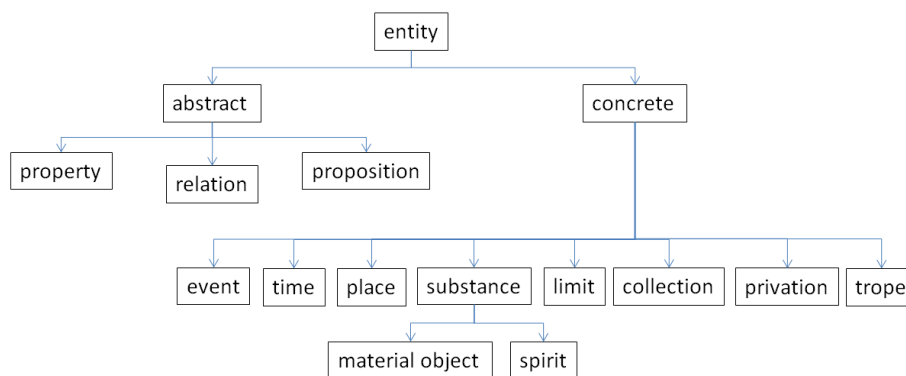 entity
abstract
concrete
property
relation
proposition
event
time
place
substance
limit
collection
privation
trope
material object
spirit